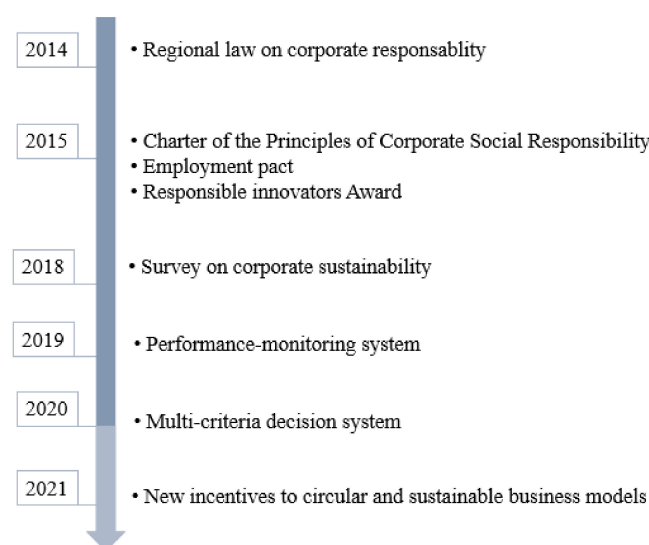 2014
• Regional law on corporate responsablity
2015
• Charter of the Principles of Corporate Social Responsibility
• Employment pact
• Responsible innovators Award
2018
• Survey on corporate sustainability
2019
• Performance-monitoring system
2020
• Multi-criteria decision system
2021
• New incentives to circular and sustainable business models